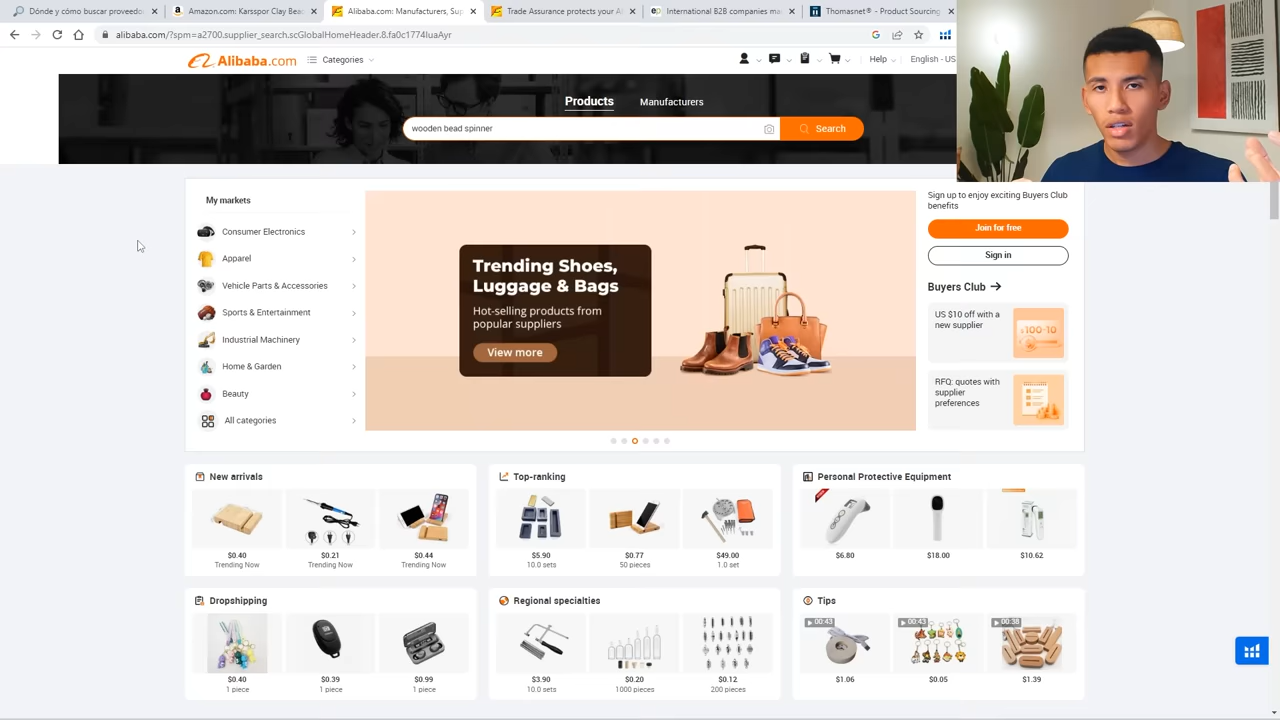 Dónde y cómo buscar proveedo
Amazon.com: Karsspor Clay Bea
Alibaba.com: Manufacturers, Sup
Trade Assurance protects your Al
International B2B companies ma
Thomasnet® - Product Sourcing
alibaba.com/?spm=a2700.supplier_search.scGlobalHomeHeader.8.fa0c1774IuaAyr
Alibaba.com
Categories
Help
English - US
Products
Manufacturers
wooden bead spinner
Search
My markets
Consumer Electronics
Apparel
Vehicle Parts & Accessories
Sports & Entertainment
Industrial Machinery
Home & Garden
Beauty
All categories
Trending Shoes,
Luggage & Bags
Hot-selling products from
popular suppliers
View more
Sign up to enjoy exciting Buyers Club
benefits
Join for free
Sign in
Buyers Club
US $10 off with a
new supplier
$100-10
RFQ: quotes with
supplier
preferences
New arrivals
$0.40
Trending Now
$0.21
Trending Now
$0.44
Trending Now
Top-ranking
$5.90
10.0 sets
$0.77
50 pieces
$49.00
1.0 set
Personal Protective Equipment
$6.80
$18.00
$10.62
Dropshipping
$0.40
1 piece
$0.39
1 piece
$0.99
1 piece
Regional specialties
$3.90
10.0 sets
$0.20
1000 pieces
$0.12
200 pieces
Tips
00:43
$1.06
00:43
$0.05
00:38
$1.39